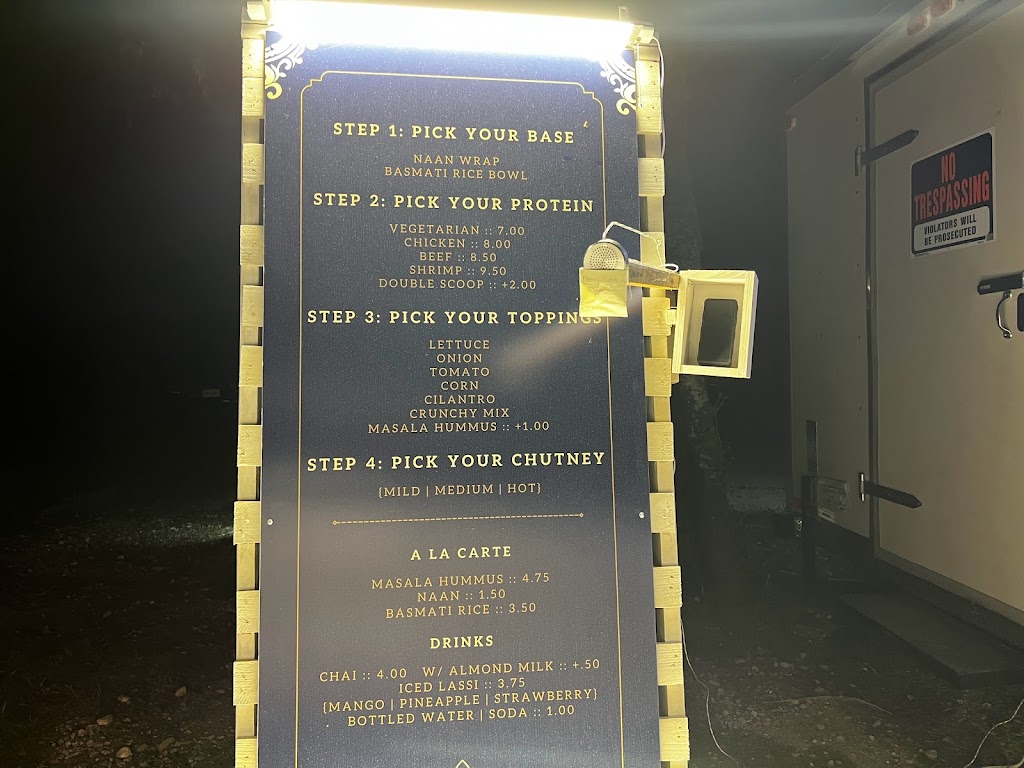 STEP 1: PICK YOUR BASE
NAAN WRAP
BASMATI RICE BOWL
STEP 2: PICK YOUR PROTEIN
VEGETARIAN :: 7.00
CHICKEN :: 8.00
BEEF :: 8.50
SHRIMP :: 9.50
DOUBLE SCOOP :: +2.00
STEP 3: PICK YOUR TOPPINGS
LETTUCE
ONION
TOMATO
CORN
CILANTRO
CRUNCHY MIX
MASALA HUMMUS :: +1.00
STEP 4: PICK YOUR CHUTNEY
{MILD | MEDIUM | HOT}
A LA CARTE
MASALA HUMMUS :: 4.75
NAAN :: 1.50
BASMATI RICE :: 3.50
DRINKS
CHAI :: 4.00 W/ ALMOND MILK :: +.50
ICED LASSI :: 3.75
{MANGO | PINEAPPLE | STRAWBERRY}
BOTTLED WATER | SODA :: 1.00
NO
TRESPASSING
VIOLATORS WILL
BE PROSECUTED